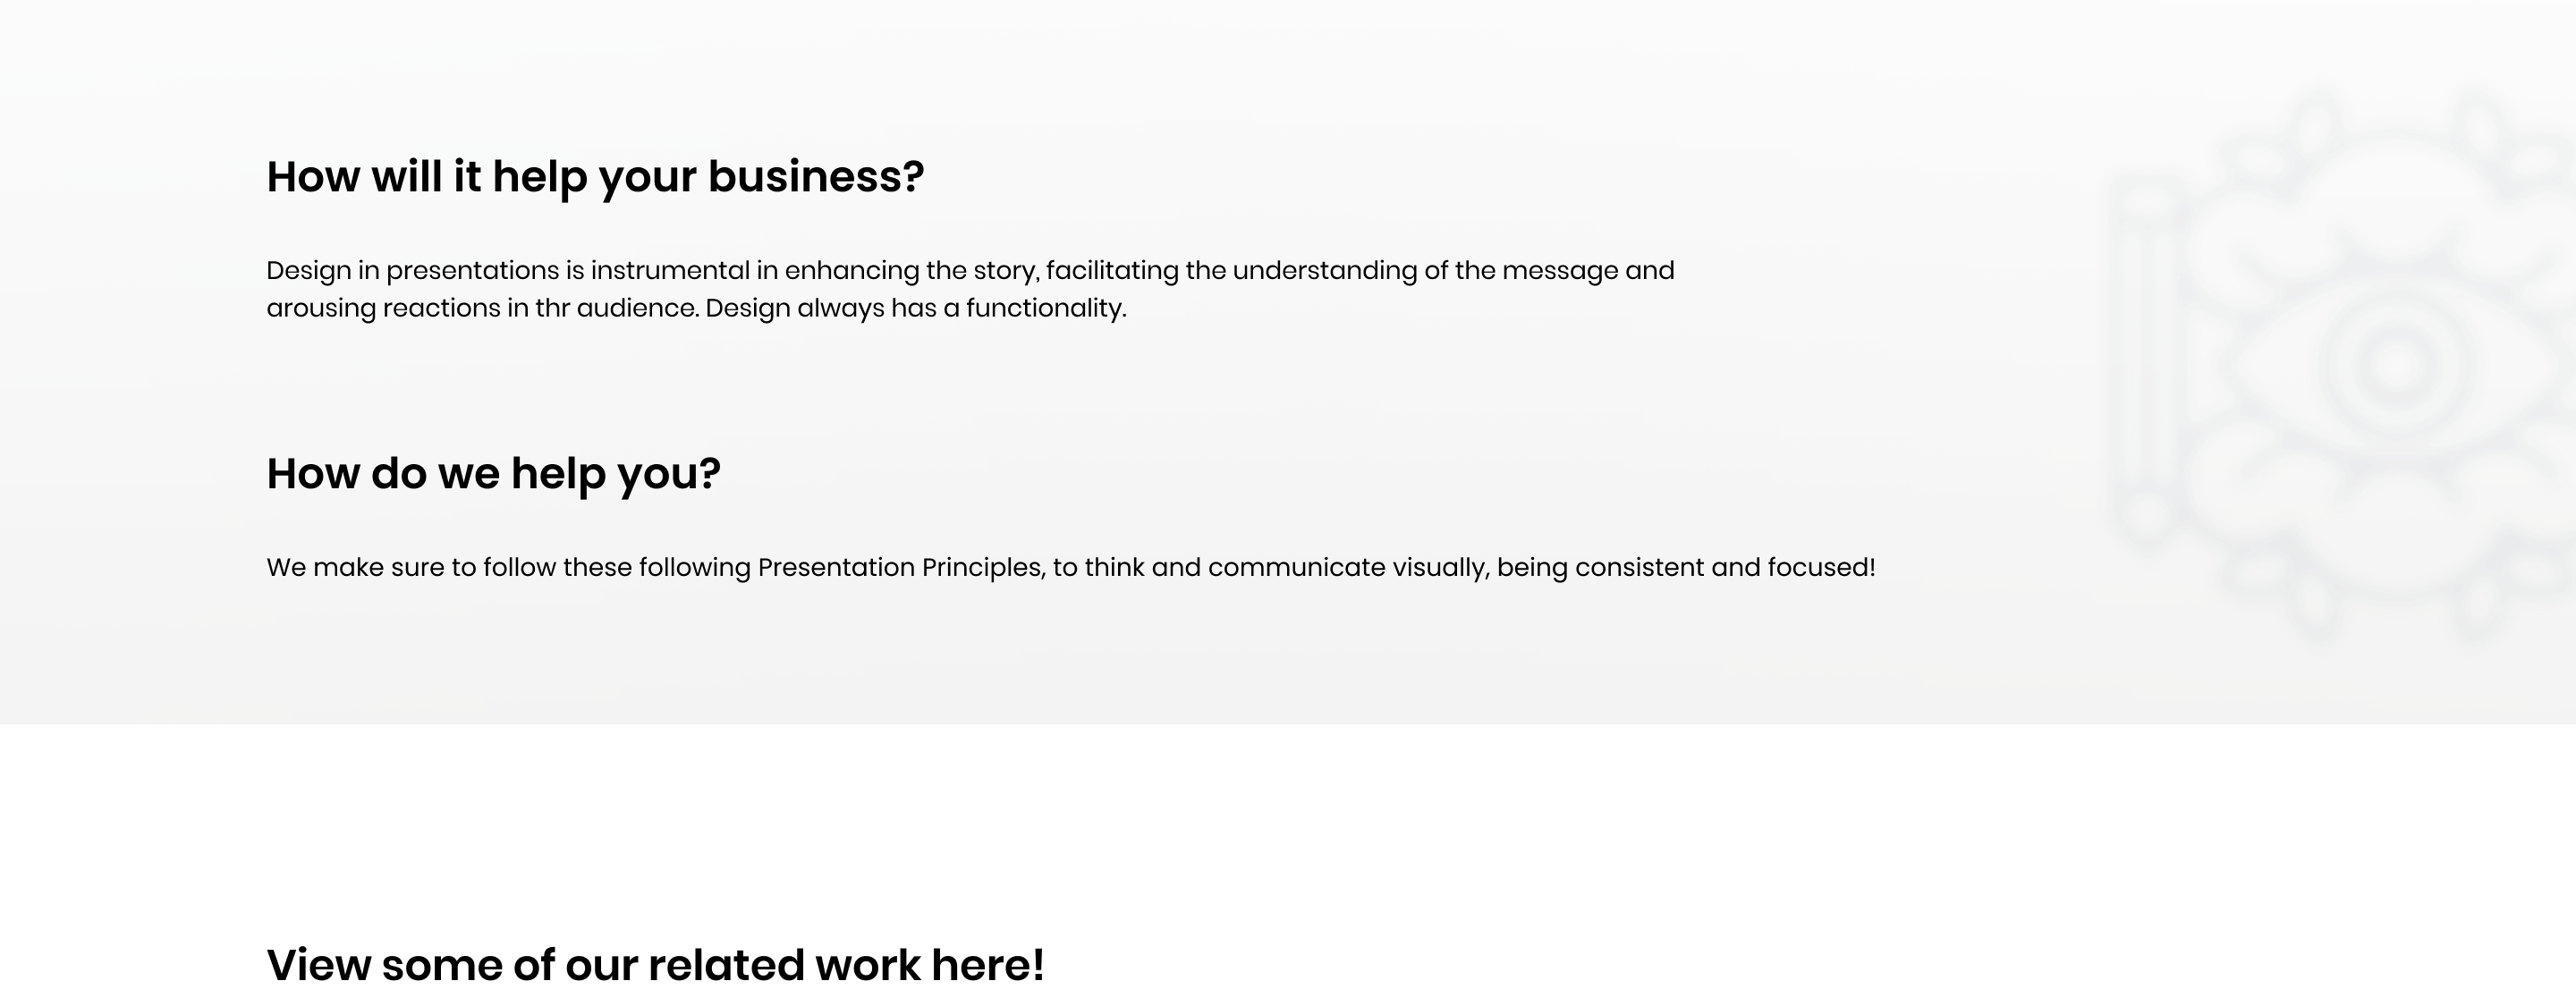 How will it help your business?
Design in presentations is instrumental in enhancing the story, facilitating the understanding of the message and
arousing reactions in thr audience. Design always has a functionality.
How do we help you?
We make sure to follow these following Presentation Principles, to think and communicate visually, being consistent and focused!
View some of our related work here!